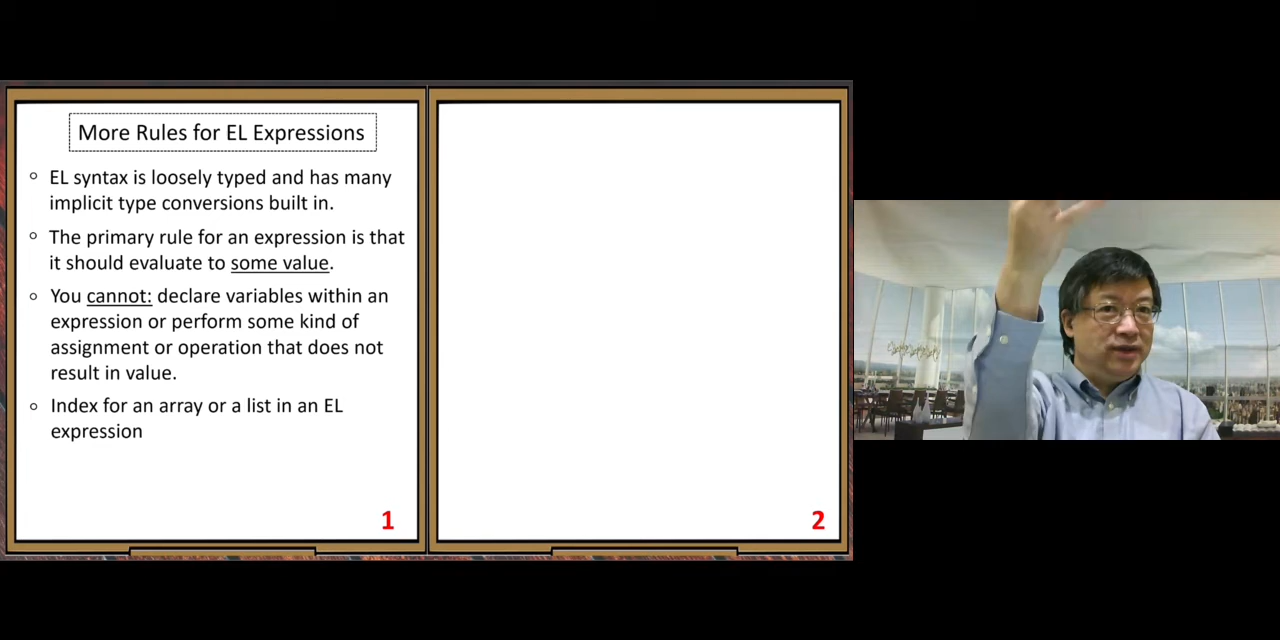 More Rules for EL Expressions
EL syntax is loosely typed and has many
implicit type conversions built in.
The primary rule for an expression is that
it should evaluate to some value.
You cannot: declare variables within an
expression or perform some kind of
assignment or operation that does not
result in value.
Index for an array or a list in an EL
expression
1
2